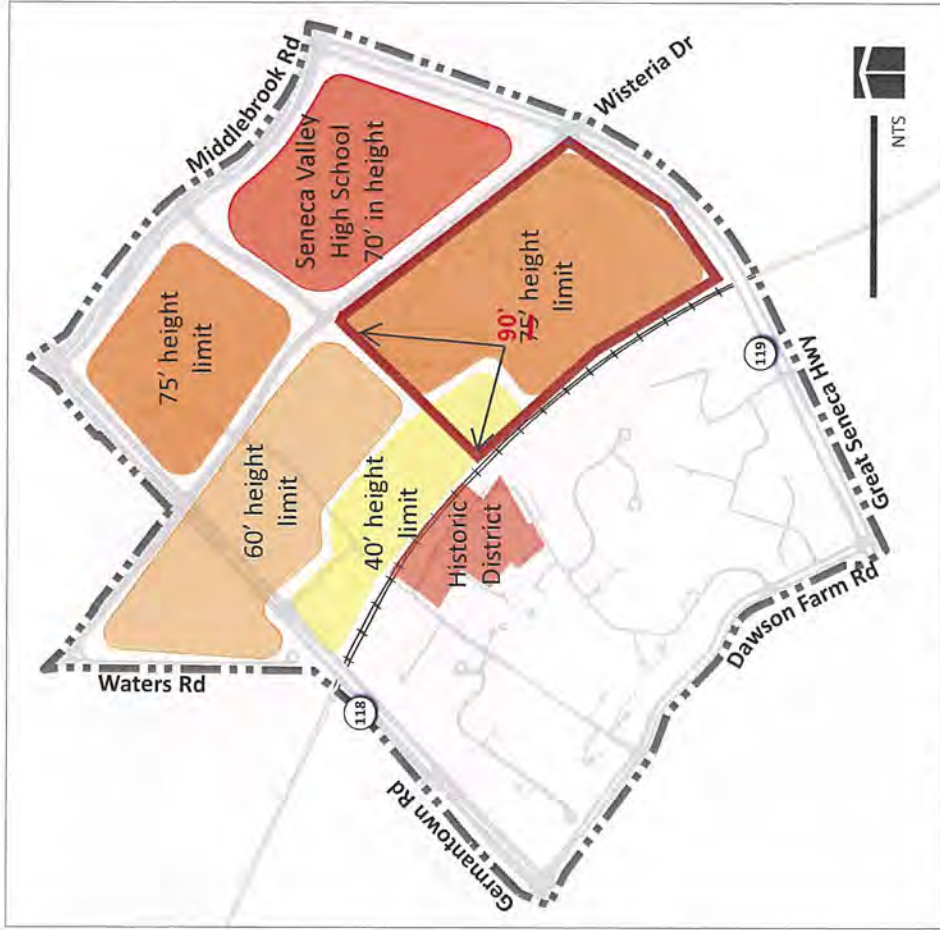 Middlebrook Rd
Wisteria Dr
Seneca Valley
High School
70’ in height
75’ height
limit
90'
75’ height
limit
60’ height
limit
40’ height
limit
Historic
District
Waters Rd
118
Germantown Rd
119
Great Seneca Hwy
Dawson Farm Rd
NTS